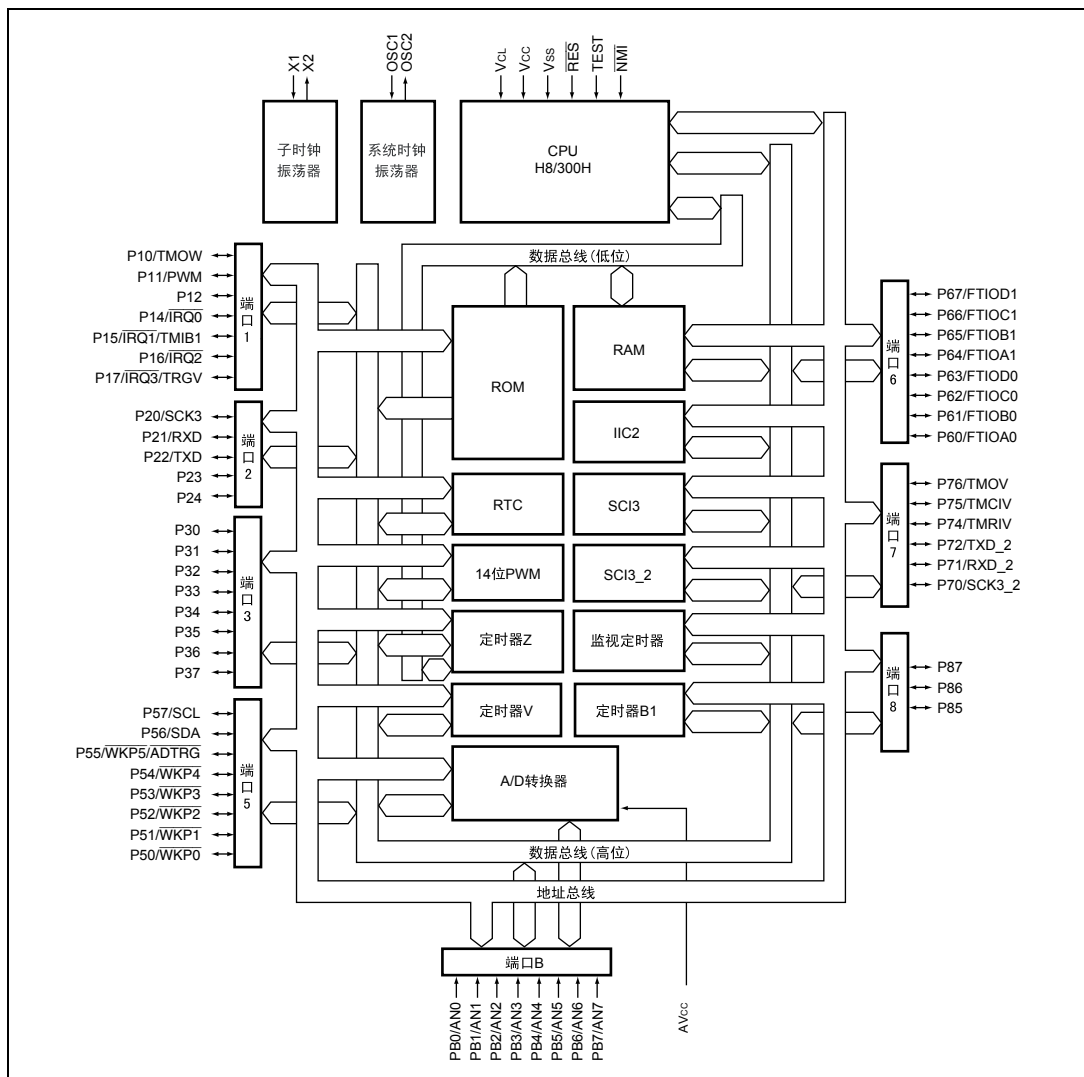 X1
X2
OSC1
OSC2
VCL
VCC
VSS
RES
TEST
NMI
子时钟
振荡器
系统时钟
振荡器
CPU
H8/300H
数据总线(低位)
P10/TMOW
P11/PWM
P12
P14/IRQ0
P15/IRQ1/TMIB1
P16/IRQ2
P17/IRQ3/TRGV
端口1
P20/SCK3
P21/RXD
P22/TXD
P23
P24
端口2
P30
P31
P32
P33
P34
P35
P36
P37
端口3
P57/SCL
P56/SDA
P55/WKP5/ADTRG
P54/WKP4
P53/WKP3
P52/WKP2
P51/WKP1
P50/WKP0
端口5
ROM
RAM
IIC2
RTC
SCI3
14位PWM
SCI3_2
定时器Z
监视定时器
定时器V
定时器B1
A/D转换器
端口6
P67/FTIOD1
P66/FTIOC1
P65/FTIOB1
P64/FTIOA1
P63/FTIOD0
P62/FTIOC0
P61/FTIOB0
P60/FTIOA0
端口7
P76/TMOV
P75/TMCIV
P74/TMRIV
P72/TXD_2
P71/RXD_2
P70/SCK3_2
端口8
P87
P86
P85
数据总线(高位)
地址总线
端口B
PB0/AN0
PB1/AN1
PB2/AN2
PB3/AN3
PB4/AN4
PB5/AN5
PB6/AN6
PB7/AN7
AVCC